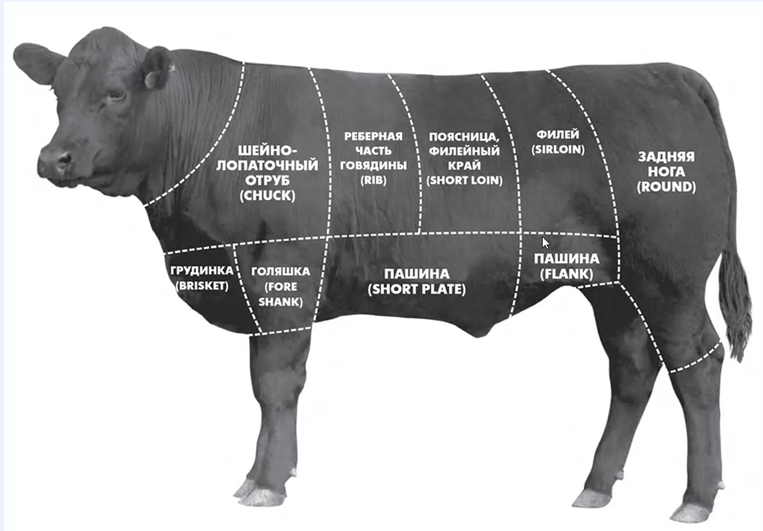 ШЕЙНО-
ЛОПАТОЧНЫЙ
ОТРУБ
(CHUCK)
РЕБЕРНАЯ
ЧАСТЬ
ГОВЯДИНЫ
(RIB)
ПОЯСНИЦА,
ФИЛЕЙНЫЙ
КРАЙ
(SHORT LOIN)
ФИЛЕЙ
(SIRLOIN)
ЗАДНЯЯ
НОГА
(ROUND)
ГРУДИНКА
(BRISKET)
ГОЛЯШКА
(FORE
SHANK)
ПАШИНА
(SHORT PLATE)
ПАШИНА
(FLANK)